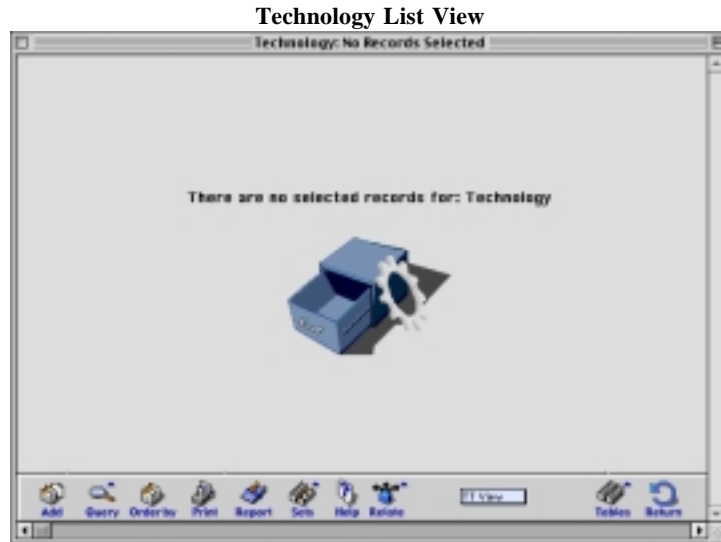 Technology List View
Technology: No Records Selected
There are no selected records for: Technology
Add Query Order by Print Report Sets Help Relate Tables Return